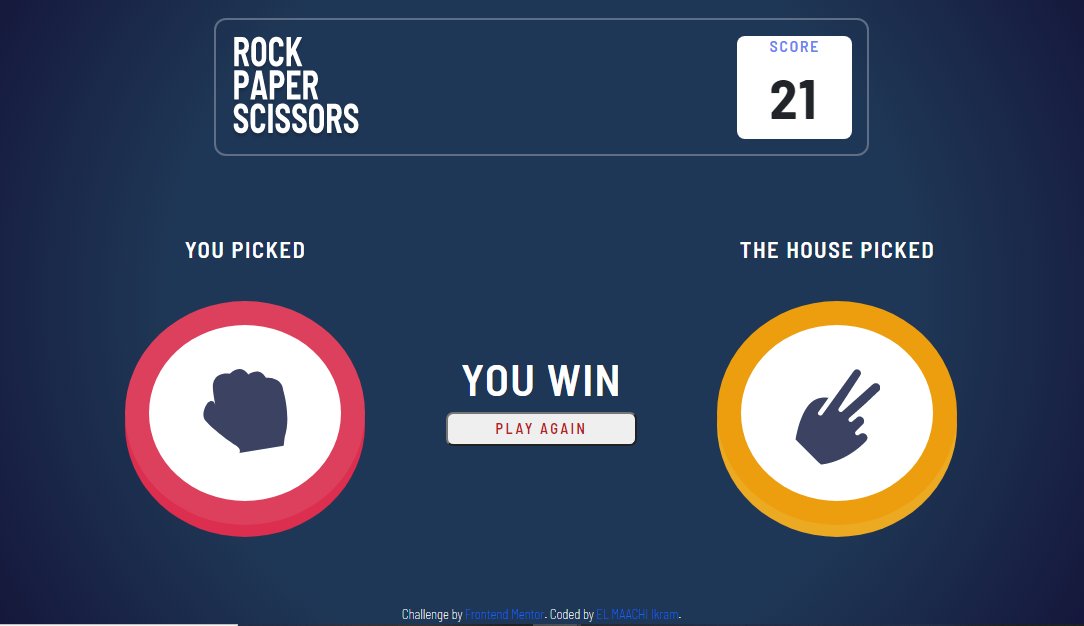 ROCK
PAPER
SCISSORS
SCORE
21
YOU PICKED
THE HOUSE PICKED
YOU WIN
PLAY AGAIN
Challenge by Frontend Mentor. Coded by EL MAACHI Ikram.